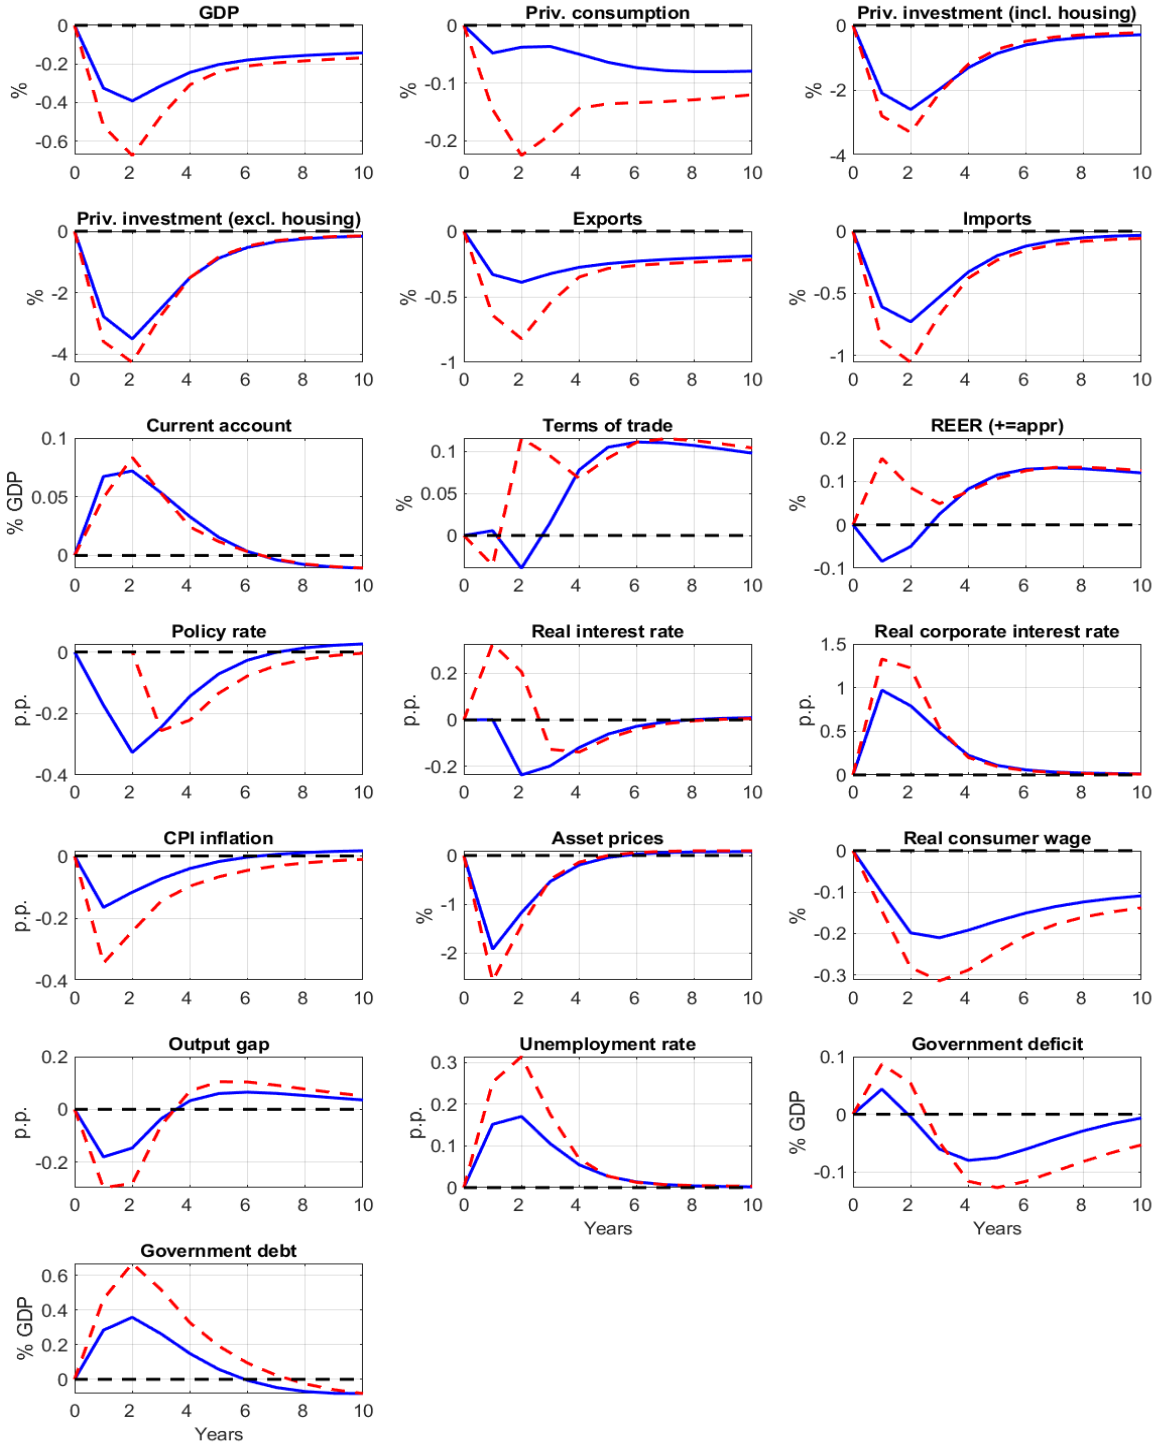 GDP
%
0
-0.2
-0.4
-0.6
0 2 4 6 8 10
Priv. consumption
%
0
-0.1
-0.2
0 2 4 6 8 10
Priv. investment (incl. housing)
%
0
-2
-4
0 2 4 6 8 10
Priv. investment (excl. housing)
%
0
-2
-4
0 2 4 6 8 10
Exports
%
0
-0.5
-1
0 2 4 6 8 10
Imports
%
0
-0.5
-1
0 2 4 6 8 10
Current account
% GDP
0.1
0.05
0
0 2 4 6 8 10
Terms of trade
%
0.1
0.05
0
0 2 4 6 8 10
REER (+=appr)
%
0.2
0.1
0
-0.1
0 2 4 6 8 10
Policy rate
p.p.
0
-0.2
-0.4
0 2 4 6 8 10
Real interest rate
p.p.
0.2
0
-0.2
0 2 4 6 8 10
Real corporate interest rate
p.p.
1.5
1
0.5
0
0 2 4 6 8 10
CPI inflation
p.p.
0
-0.2
-0.4
0 2 4 6 8 10
Asset prices
%
0
-1
-2
0 2 4 6 8 10
Real consumer wage
%
0
-0.1
-0.2
-0.3
0 2 4 6 8 10
Output gap
p.p.
0.2
0
-0.2
0 2 4 6 8 10
Unemployment rate
p.p.
0.3
0.2
0.1
0
0 2 4 6 8 10
Years
Government deficit
% GDP
0.1
0
-0.1
0 2 4 6 8 10
Years
Government debt
% GDP
0.6
0.4
0.2
0
0 2 4 6 8 10
Years